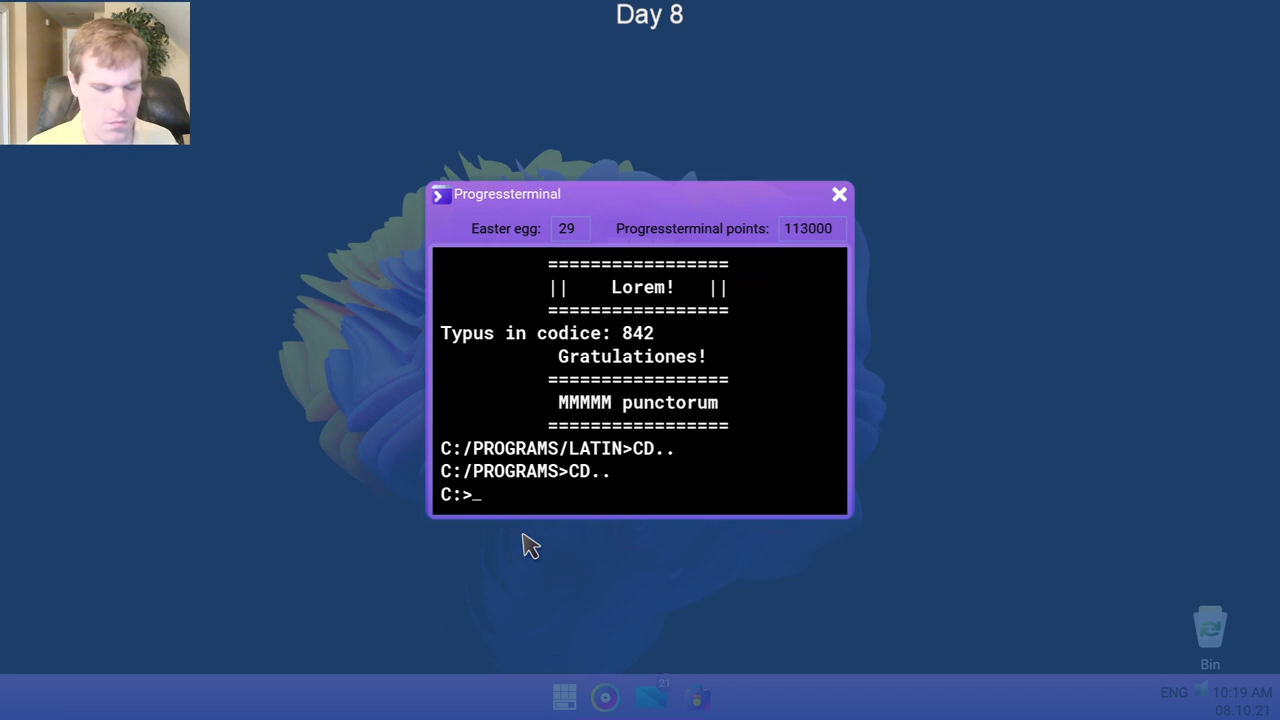 Day 8
Progressterminal
Easter egg: 29 Progressterminal points: 113000
=================
|| Lorem! ||
=================
Typus in codice: 842
Gratulationes!
=================
MMMMM punctorum
=================
C:/PROGRAMS/LATIN>CD..
C:/PROGRAMS>CD..
C:>_
Bin
21
ENG 10:19 AM
08.10.21